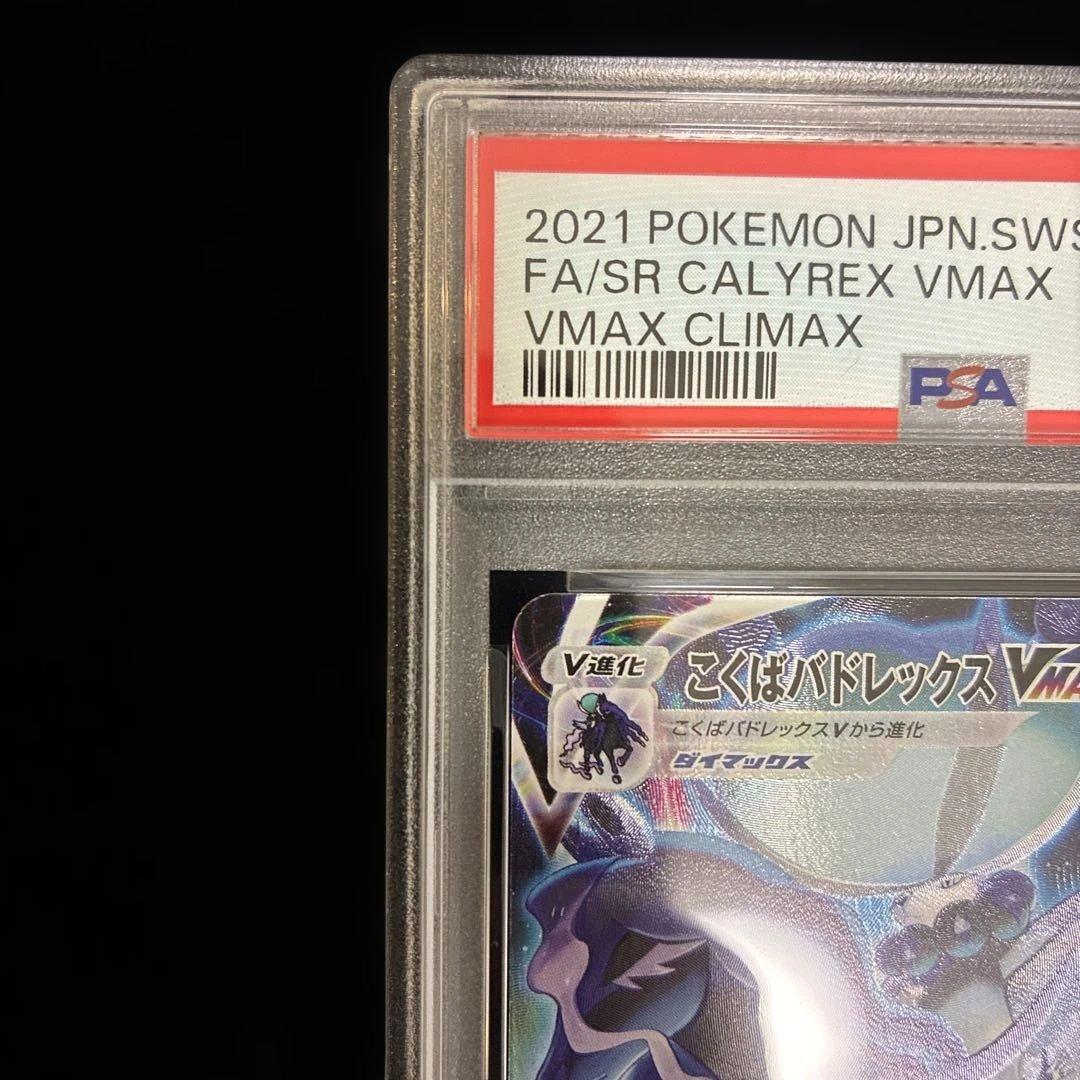 2021 POKEMON JPN.SWS
FA/SR CALYREX VMAX
VMAX CLIMAX
PSA
V進化
こくばバドレックス VMA
こくばバドレックスVから進化
ダイマックス